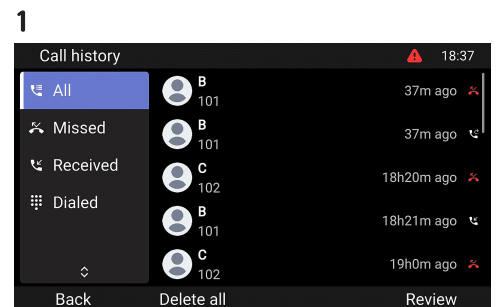 1
Call history 18:37
All
Missed
Received
Dialed
B
101
37m ago
B
101
37m ago
C
102
18h20m ago
B
101
18h21m ago
C
102
19h0m ago
Back Delete all Review